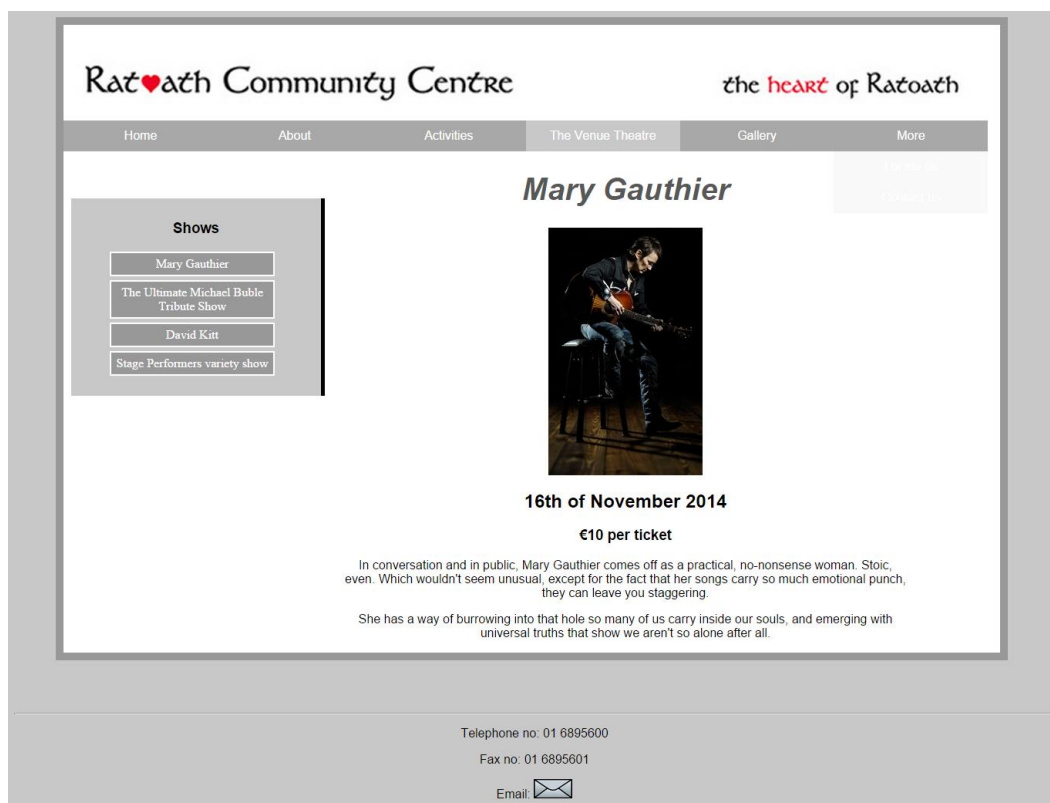 Rat♥ath Community Centre
the heart of Ratoath
Home About Activities The Venue Theatre Gallery More
Mary Gauthier
Shows
Mary Gauthier
The Ultimate Michael Buble
Tribute Show
David Kitt
Stage Performers variety show
16th of November 2014
€10 per ticket
In conversation and in public, Mary Gauthier comes off as a practical, no-nonsense woman. Stoic,
even. Which wouldn't seem unusual, except for the fact that her songs carry so much emotional punch,
they can leave you staggering.
She has a way of burrowing into that hole so many of us carry inside our souls, and emerging with
universal truths that show we aren't so alone after all.
Telephone no: 01 6895600
Fax no: 01 6895601
Email: